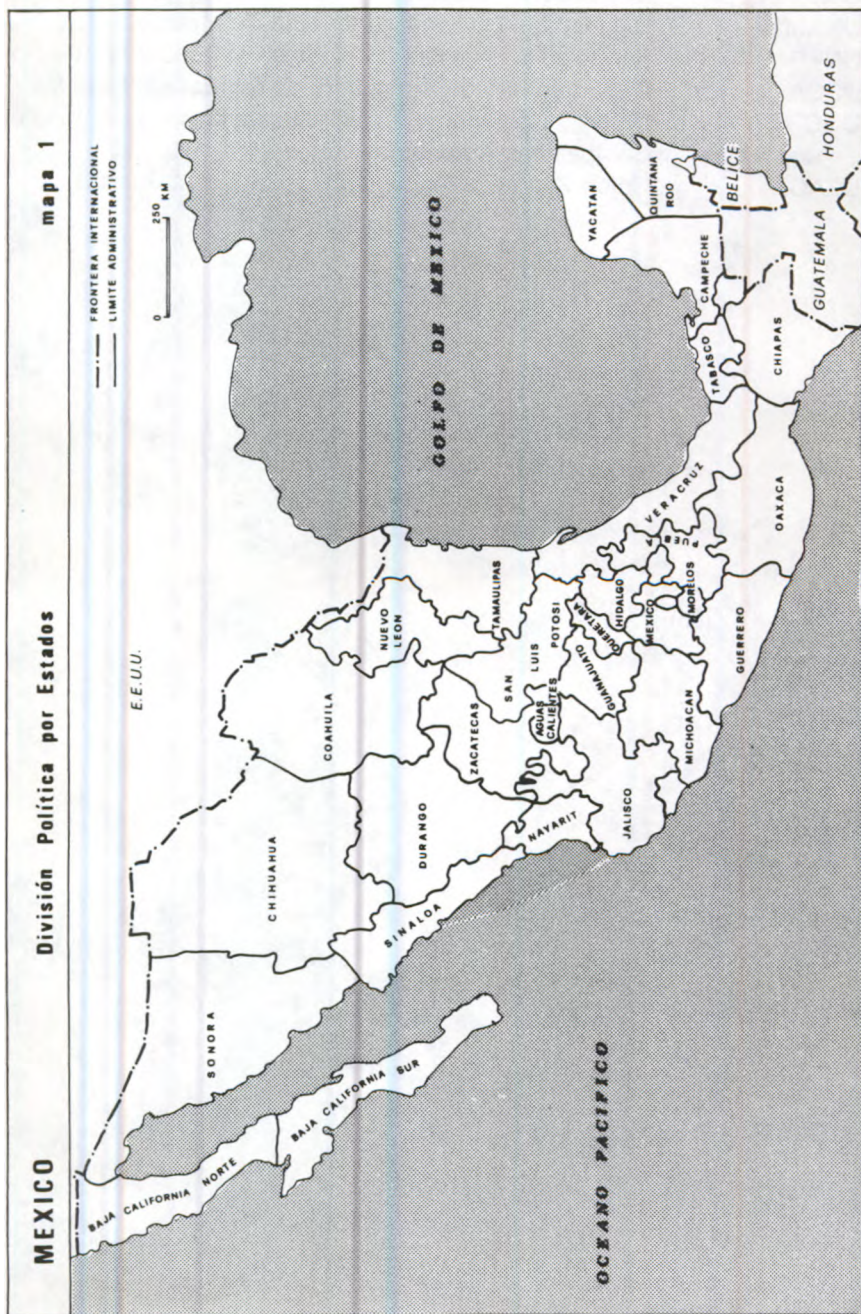 MEXICO
División Política por Estados
mapa 1
FRONTERA INTERNACIONAL
LIMITE ADMINISTRATIVO
0 250
KM
E.E.U.U.
BAJA CALIFORNIA NORTE
BAJA CALIFORNIA SUR
SONORA
CHIHUAHUA
COAHUILA
NUEVO
LEON
TAMAULIPAS
SINALOA
DURANGO
ZACATECAS
SAN
LUIS
POTOSI
NAYARIT
AGUAS
CALIENTES
JALISCO
GUANAJUATO
QUERETARA
HIDALGO
MEXICO
MORELOS
MICHOACAN
GUERRERO
VERACRUZ
OAXACA
TABASCO
CHIAPAS
CAMPECHE
YACATAN
QUINTANA
ROO
BELICE
GUATEMALA
HONDURAS
GOLFO DE MEXICO
OCEANO PACIFICO